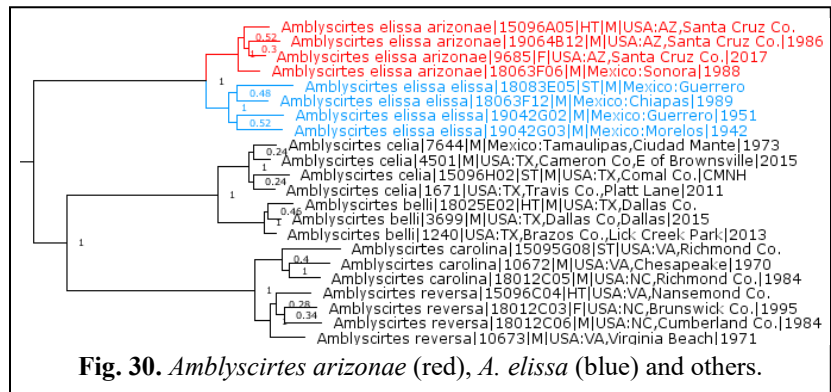 Amblyscirtes elissa arizonae|15096A05|HT|M|USA:AZ,Santa Cruz Co.
0.52
Amblyscirtes elissa arizonae|19064B12|M|USA:AZ,Santa Cruz Co.|1986
0.3
Amblyscirtes elissa arizonae|9685|F|USA:AZ,Santa Cruz Co.|2017
1
Amblyscirtes elissa arizonae|18063F06|M|Mexico:Sonora|1988
1
Amblyscirtes elissa elissa|18083E05|ST|M|Mexico:Guerrero
0.48
Amblyscirtes elissa elissa|18063F12|M|Mexico:Chiapas|1989
1
Amblyscirtes elissa elissa|19042G02|M|Mexico:Guerrero|1951
0.52
Amblyscirtes elissa elissa|19042G03|M|Mexico:Morelos|1942
Amblyscirtes celia|7644|M|Mexico:Tamaulipas,Ciudad Mante|1973
0.24
Amblyscirtes celia|4501|M|USA:TX,Cameron Co,E of Brownsville|2015
1
Amblyscirtes celia|15096H02|ST|M|USA:TX,Comal Co.|CMNH
0.24
Amblyscirtes celia|1671|USA:TX,Travis Co.,Platt Lane|2011
1
Amblyscirtes belli|18025E02|HT|M|USA:TX,Dallas Co.
0.46
Amblyscirtes belli|3699|M|USA:TX,Dallas Co,Dallas|2015
1
Amblyscirtes belli|1240|USA:TX,Brazos Co.,Lick Creek Park|2013
1
Amblyscirtes carolina|15095G08|ST|USA:VA,Richmond Co.
0.4
Amblyscirtes carolina|10672|M|USA:VA,Chesapeake|1970
1
Amblyscirtes carolina|18012C05|M|USA:NC,Richmond Co.|1984
1
Amblyscirtes reversa|15096C04|HT|USA:VA,Nansemond Co.
0.28
Amblyscirtes reversa|18012C03|F|USA:NC,Brunswick Co.|1995
0.34
Amblyscirtes reversa|18012C06|M|USA:NC,Cumberland Co.|1984
1
Amblyscirtes reversa|10673|M|USA:VA,Virginia Beach|1971
Fig. 30. Amblyscirtes arizonae (red), A. elissa (blue) and others.